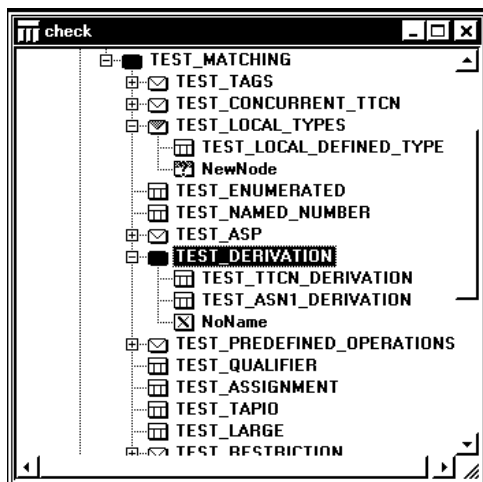 check
TEST_MATCHING
TEST_TAGS
TEST_CONCURRENT_TTCN
TEST_LOCAL_TYPES
TEST_LOCAL_DEFINED_TYPE
NewNode
TEST_ENUMERATED
TEST_NAMED_NUMBER
TEST_ASP
TEST_DERIVATION
TEST_TTCN_DERIVATION
TEST_ASN1_DERIVATION
NoName
TEST_PREDEFINED_OPERATIONS
TEST_QUALIFIER
TEST_ASSIGNMENT
TEST_TAPIO
TEST_LARGE
TEST_RESTRICTION